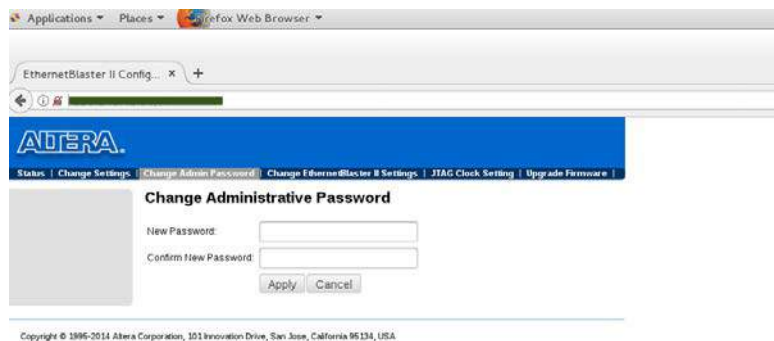 Applications Places Firefox Web Browser
EthernetBlaster II Config... × +
ALTERA.
Status | Change Settings | Change Admin Password | Change EthernetBlaster II Settings | JTAG Clock Setting | Upgrade Firmware |
Change Administrative Password
New Password:
Confirm New Password:
Apply Cancel
Copyright © 1995-2014 Altera Corporation, 101 Innovation Drive, San Jose, California 95134, USA